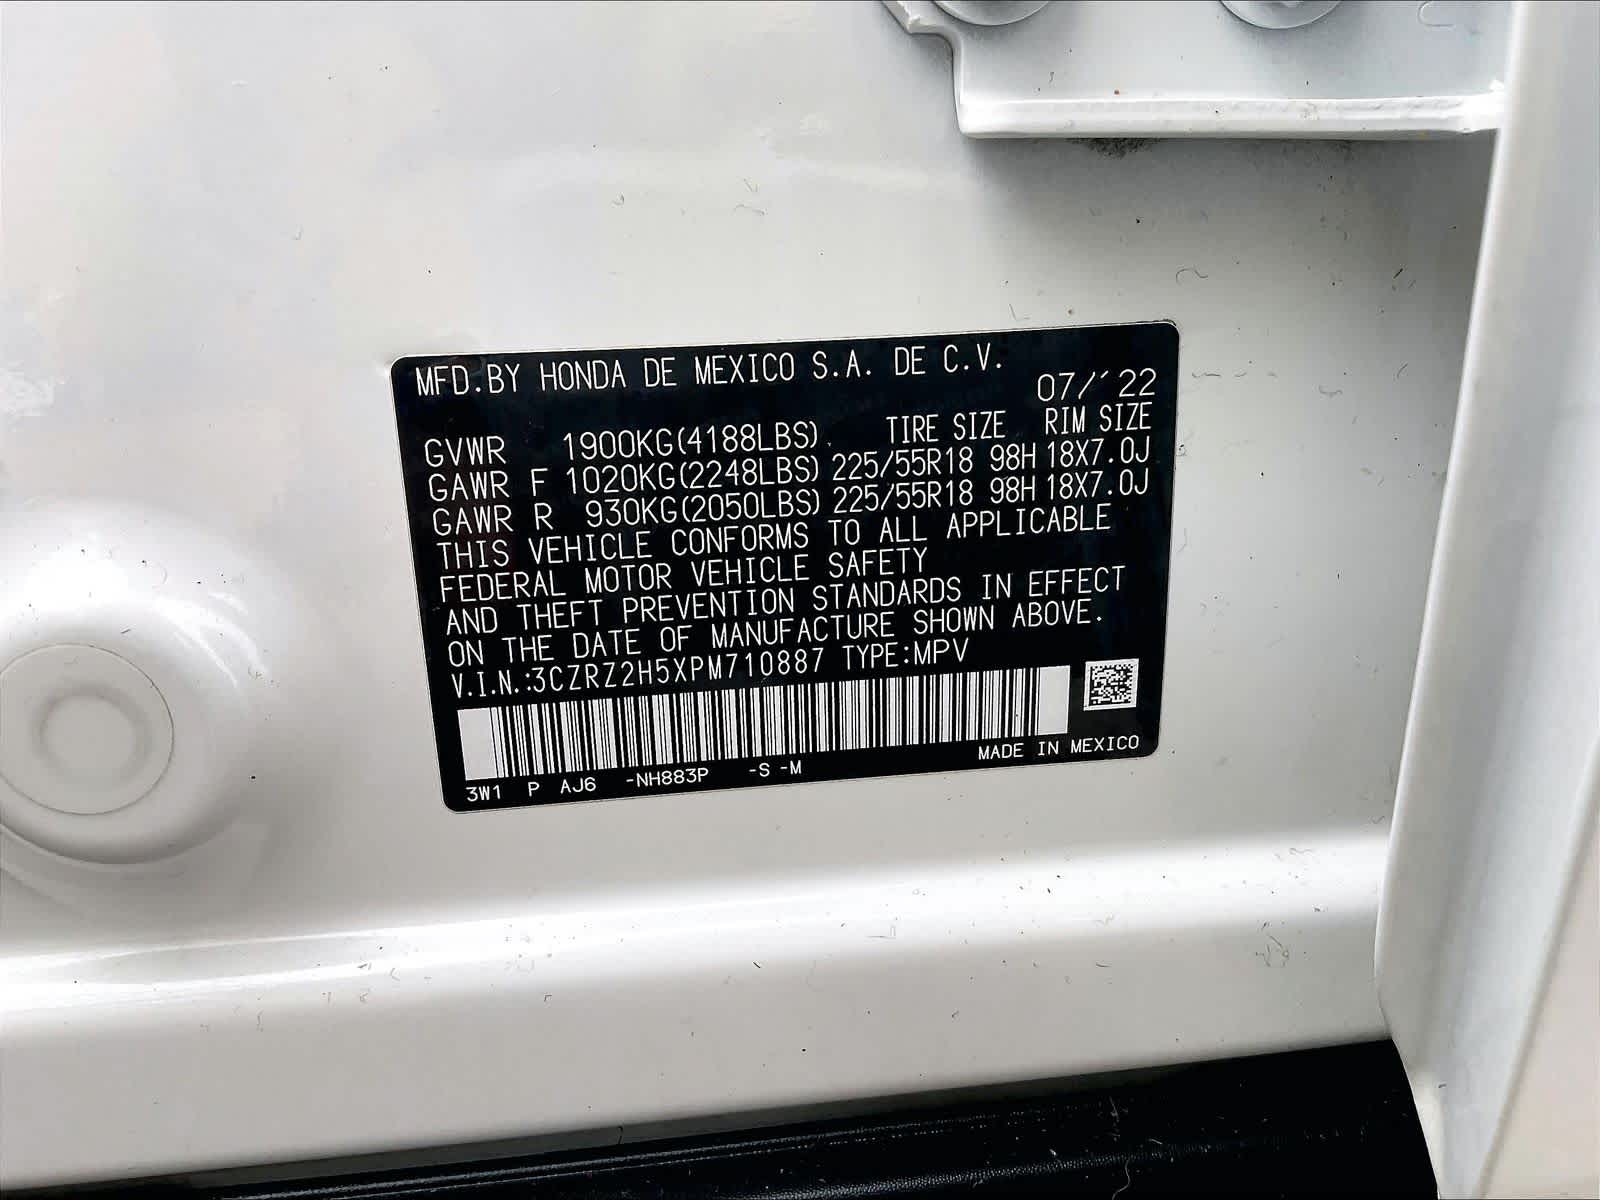 MFD.BY HONDA DE MEXICO S.A. DE C.V.
07/'22
GVWR 1900KG(4188LBS) TIRE SIZE RIM SIZE
GAWR F 1020KG(2248LBS) 225/55R18 98H 18X7.0J
GAWR R 930KG(2050LBS) 225/55R18 98H 18X7.0J
THIS VEHICLE CONFORMS TO ALL APPLICABLE
FEDERAL MOTOR VEHICLE SAFETY
AND THEFT PREVENTION STANDARDS IN EFFECT
ON THE DATE OF MANUFACTURE SHOWN ABOVE.
V.I.N.:3CZRZ2H5XPM710887 TYPE:MPV
MADE IN MEXICO
3W1 P AJ6 -NH883P -S -M